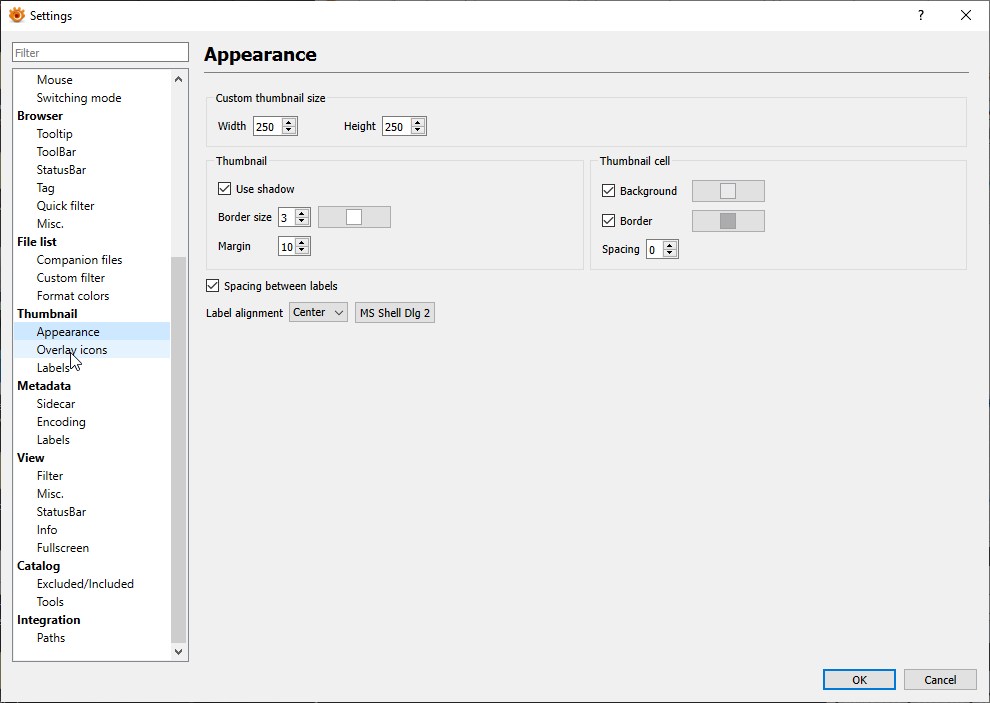 Settings
?
Filter
Mouse
Switching mode
Browser
Tooltip
ToolBar
StatusBar
Tag
Quick filter
Misc.
File list
Companion files
Custom filter
Format colors
Thumbnail
Appearance
Overlay icons
Labels
Metadata
Sidecar
Encoding
Labels
View
Filter
Misc.
StatusBar
Info
Fullscreen
Catalog
Excluded/Included
Tools
Integration
Paths
Appearance
Custom thumbnail size
Width 250 Height 250
Thumbnail
Use shadow
Border size 3
Margin 10
Thumbnail cell
Background
Border
Spacing 0
Spacing between labels
Label alignment Center MS Shell Dlg 2
OK Cancel